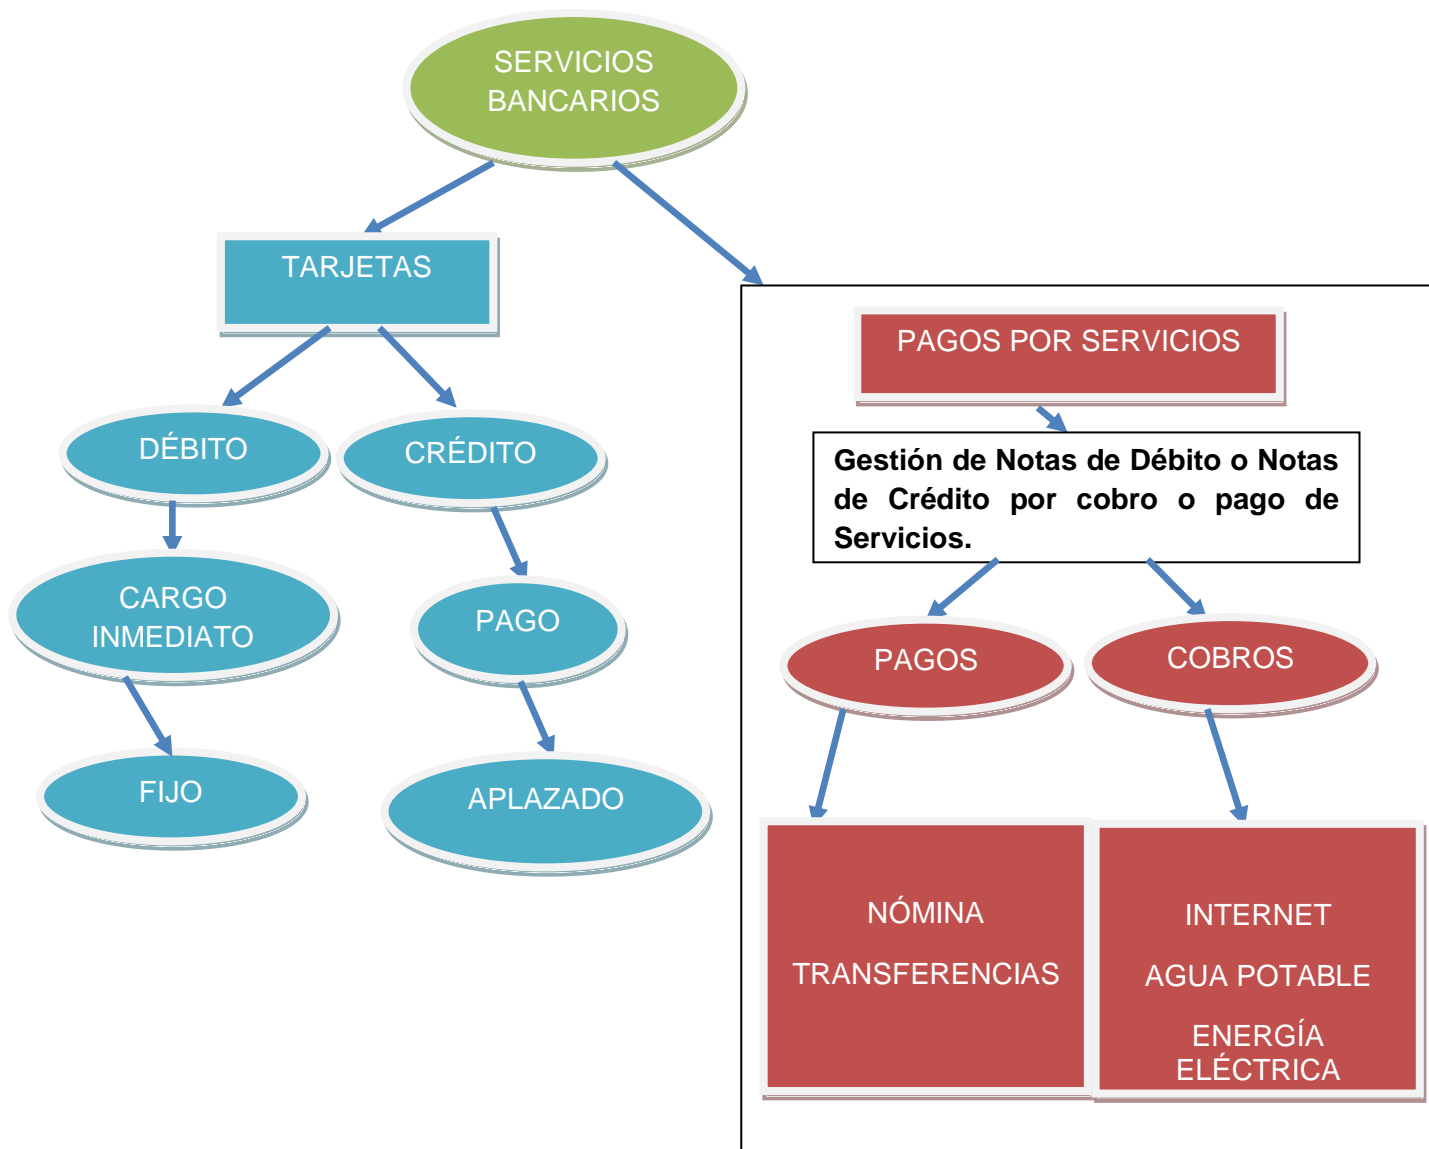 SERVICIOS
BANCARIOS
TARJETAS
DÉBITO
CRÉDITO
CARGO
INMEDIATO
PAGO
FIJO
APLAZADO
PAGOS POR SERVICIOS
Gestión de Notas de Débito o Notas
de Crédito por cobro o pago de
Servicios.
PAGOS
COBROS
NÓMINA
TRANSFERENCIAS
INTERNET
AGUA POTABLE
ENERGÍA
ELÉCTRICA